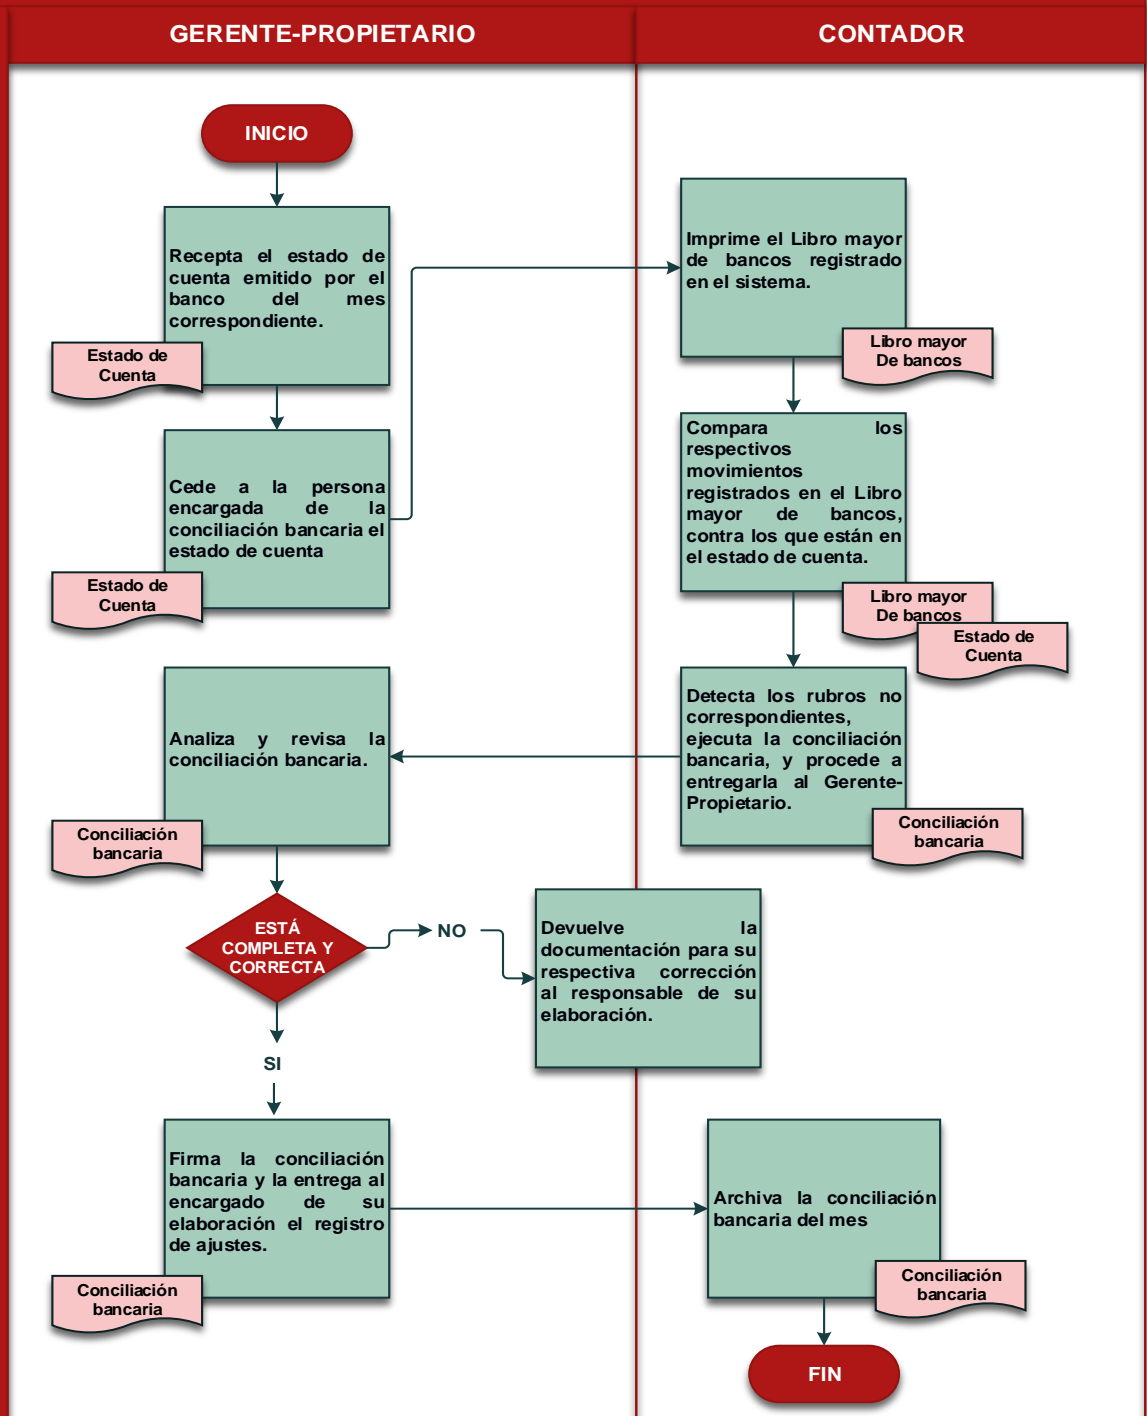 GERENTE-PROPIETARIO
CONTADOR
INICIO
Recepta el estado de
cuenta emitido por el
banco del mes
correspondiente.
Estado de
Cuenta
Cede a la persona
encargada de la
conciliación bancaria el
estado de cuenta
Estado de
Cuenta
Imprime el Libro mayor
de bancos registrado
en el sistema.
Libro mayor
De bancos
Compara los
respectivos
movimientos
registrados en el Libro
mayor de bancos,
contra los que están en
el estado de cuenta.
Libro mayor
De bancos
Estado de
Cuenta
Detecta los rubros no
correspondientes,
ejecuta la conciliación
bancaria, y procede a
entregarla al Gerente-
Propietario.
Conciliación
bancaria
Analiza y revisa la
conciliación bancaria.
Conciliación
bancaria
ESTÁ
COMPLETA Y
CORRECTA
NO
Devuelve la
documentación para su
respectiva corrección
al responsable de su
elaboración.
SI
Firma la conciliación
bancaria y la entrega al
encargado de su
elaboración el registro
de ajustes.
Conciliación
bancaria
Archiva la conciliación
bancaria del mes
Conciliación
bancaria
FIN